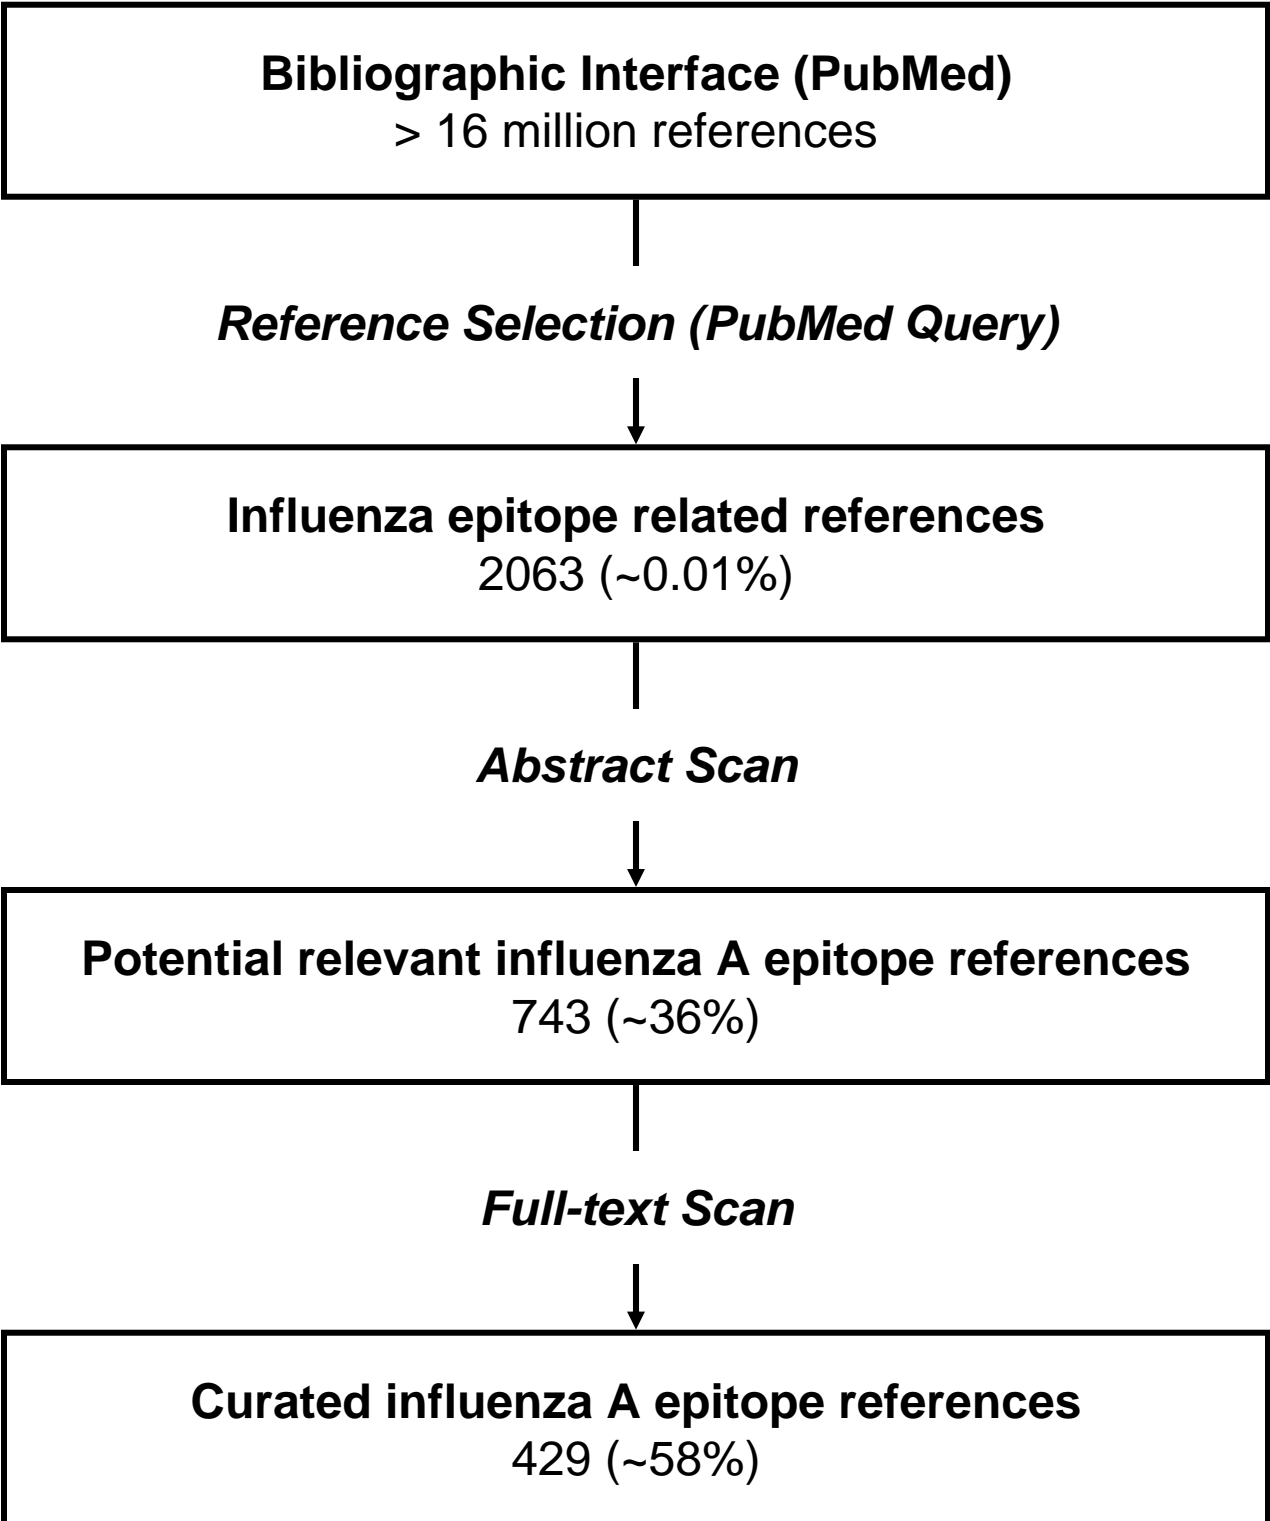 Bibliographic Interface (PubMed)
> 16 million references
Reference Selection (PubMed Query)
Influenza epitope related references
2063 (~0.01%)
Abstract Scan
Potential relevant influenza A epitope references
743 (~36%)
Full-text Scan
Curated influenza A epitope references
429 (~58%)